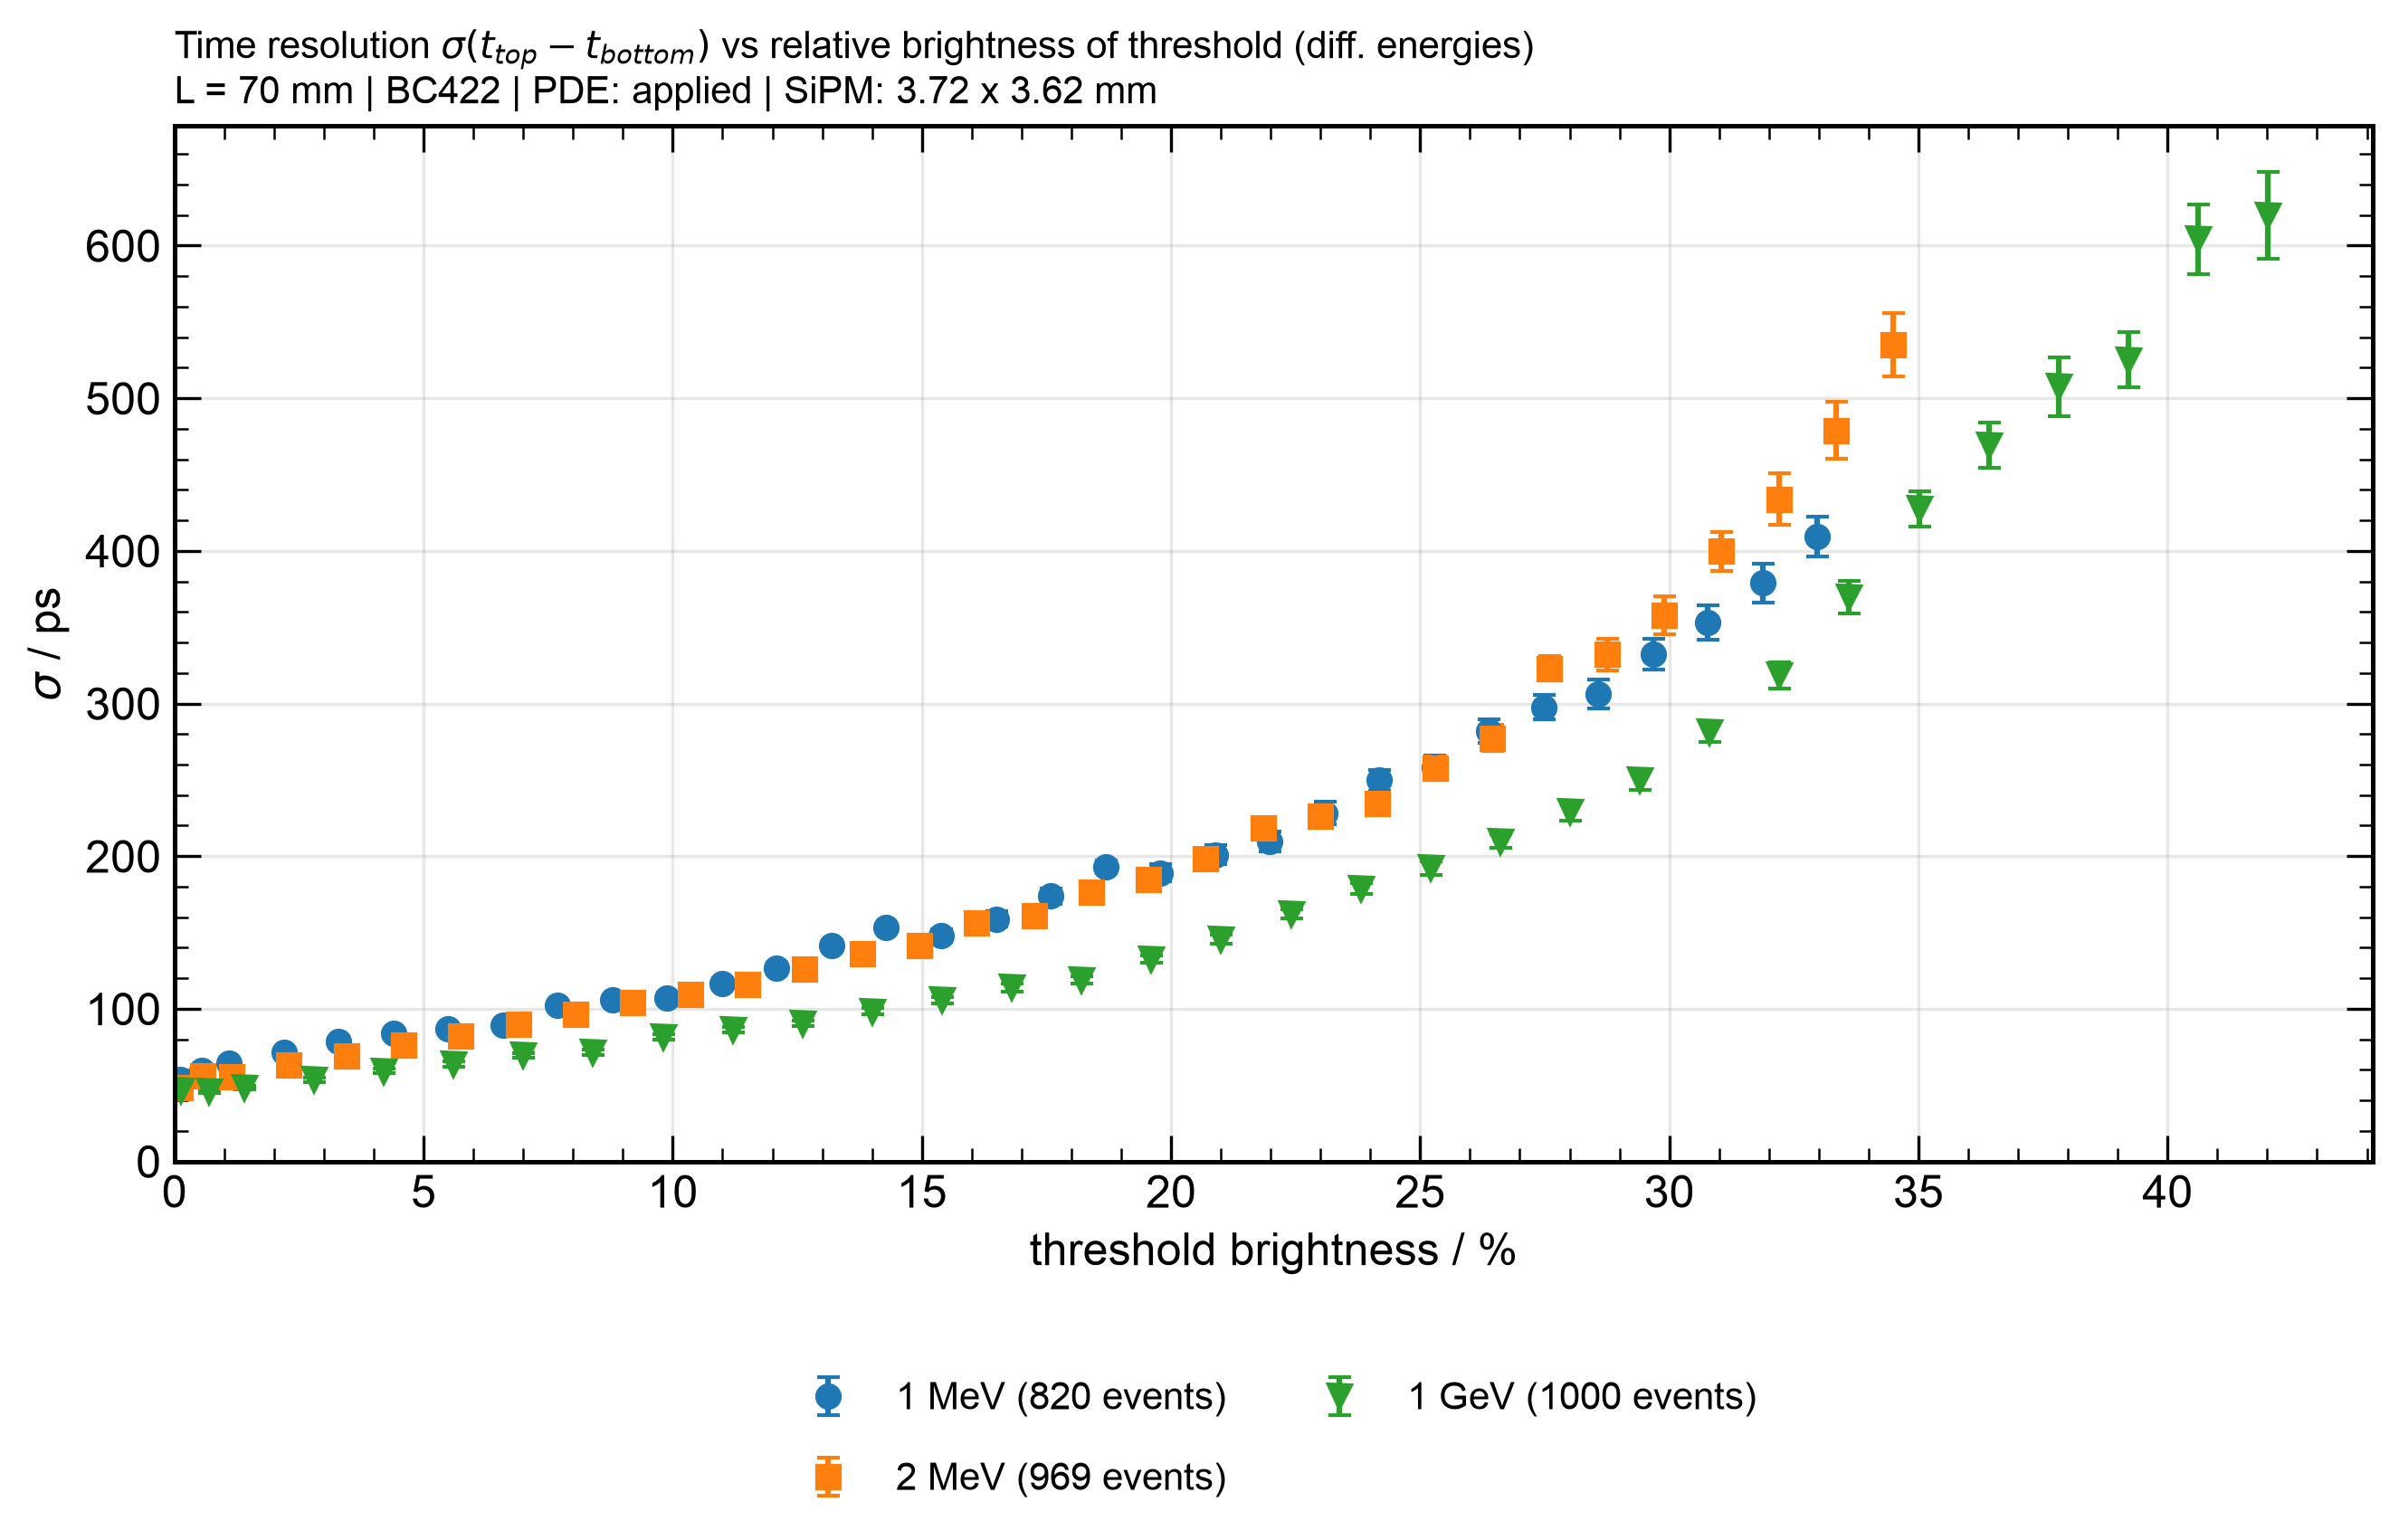 Time resolution σ(t_top − t_bottom) vs relative brightness of threshold (diff. energies)
L = 70 mm | BC422 | PDE: applied | SiPM: 3.72 x 3.62 mm
σ / ps
600
500
400
300
200
100
0
0 5 10 15 20 25 30 35 40
threshold brightness / %
1 MeV (820 events)
2 MeV (969 events)
1 GeV (1000 events)